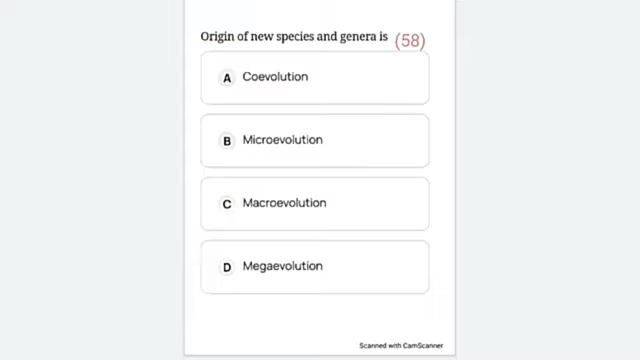 Origin of new species and genera is (58)
A Coevolution
B Microevolution
C Macroevolution
D Megaevolution
Scanned with CamScanner